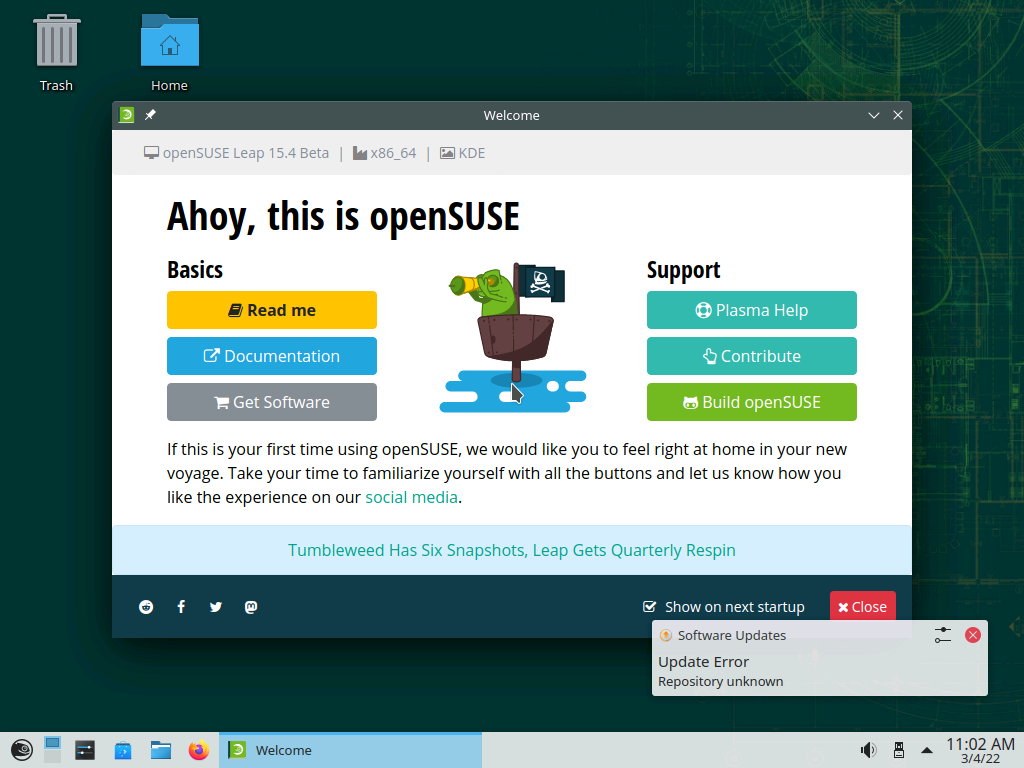 Trash
Home
Welcome
openSUSE Leap 15.4 Beta | x86_64 | KDE
Ahoy, this is openSUSE
Basics
Read me
Documentation
Get Software
Support
Plasma Help
Contribute
Build openSUSE
If this is your first time using openSUSE, we would like you to feel right at home in your new
voyage. Take your time to familiarize yourself with all the buttons and let us know how you
like the experience on our social media.
Tumbleweed Has Six Snapshots, Leap Gets Quarterly Respin
Show on next startup
Close
Software Updates
Update Error
Repository unknown
Welcome
11:02 AM
3/4/22